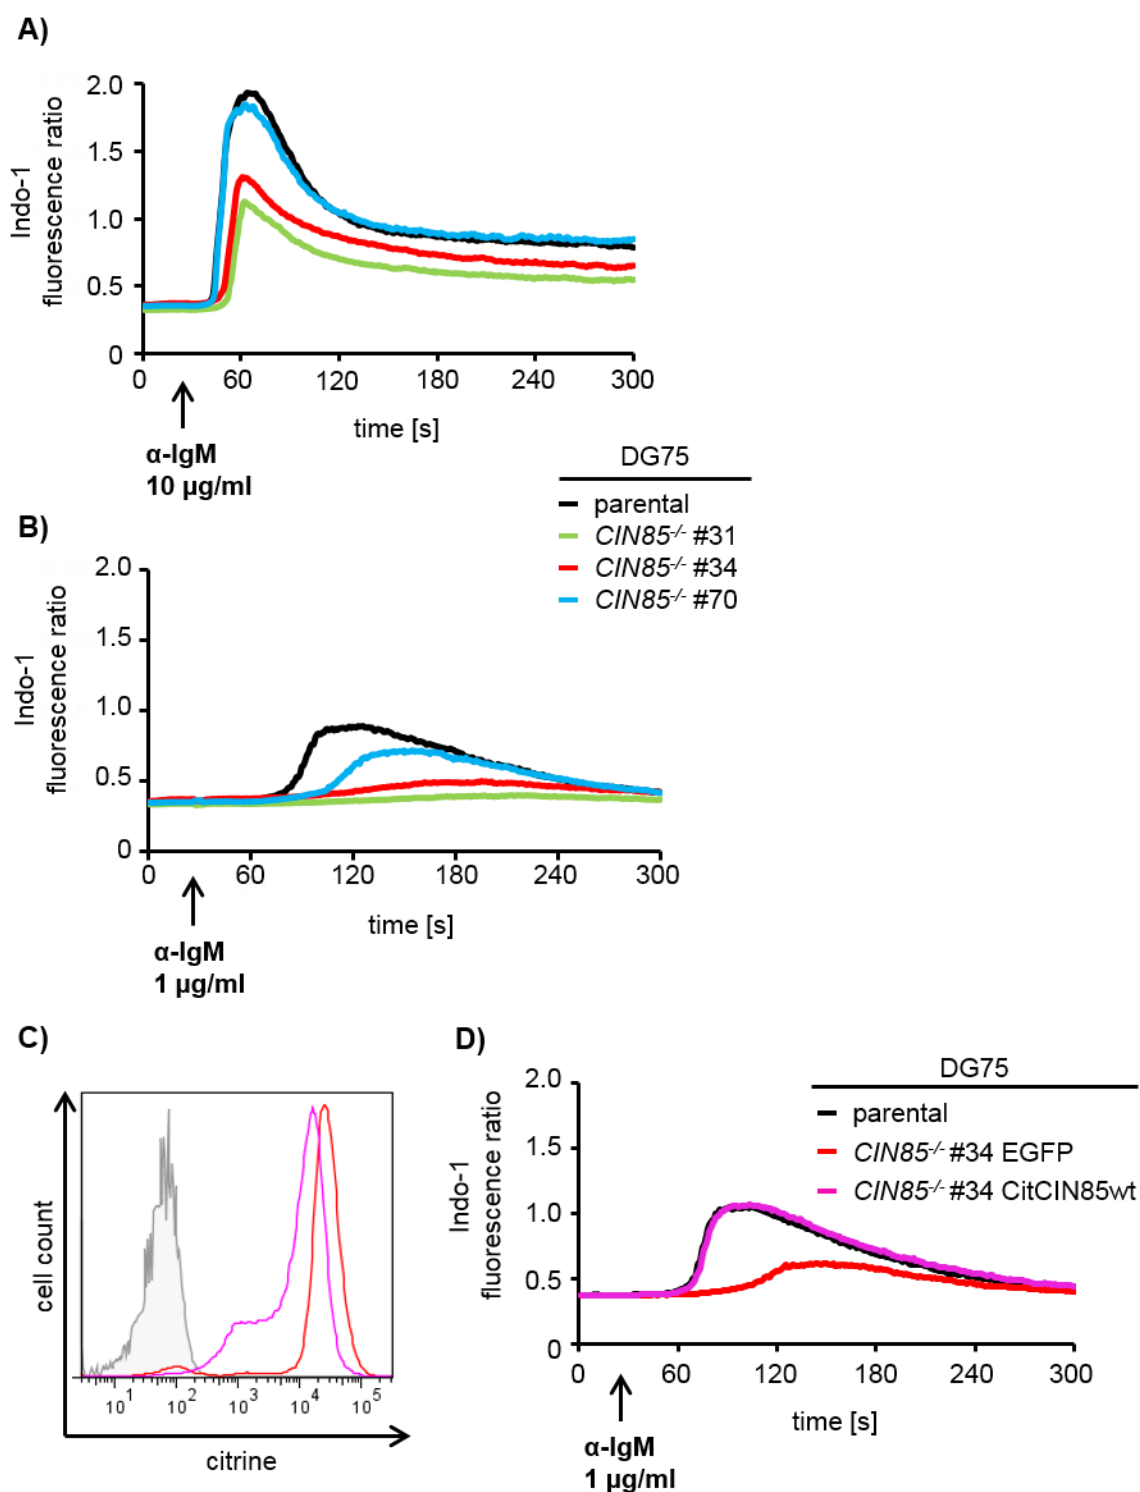 A)
Indo-1
fluorescence ratio
2.0
1.5
1.0
0.5
0
0 60 120 180 240 300
time [s]
α-IgM
10 µg/ml
DG75
parental
CIN85-/- #31
CIN85-/- #34
CIN85-/- #70
B)
Indo-1
fluorescence ratio
2.0
1.5
1.0
0.5
0
0 60 120 180 240 300
time [s]
α-IgM
1 µg/ml
C)
cell count
10¹ 10² 10³ 10⁴ 10⁵
citrine
D)
DG75
parental
CIN85-/- #34 EGFP
CIN85-/- #34 CitCIN85wt
Indo-1
fluorescence ratio
2.0
1.5
1.0
0.5
0
0 60 120 180 240 300
time [s]
α-IgM
1 µg/ml